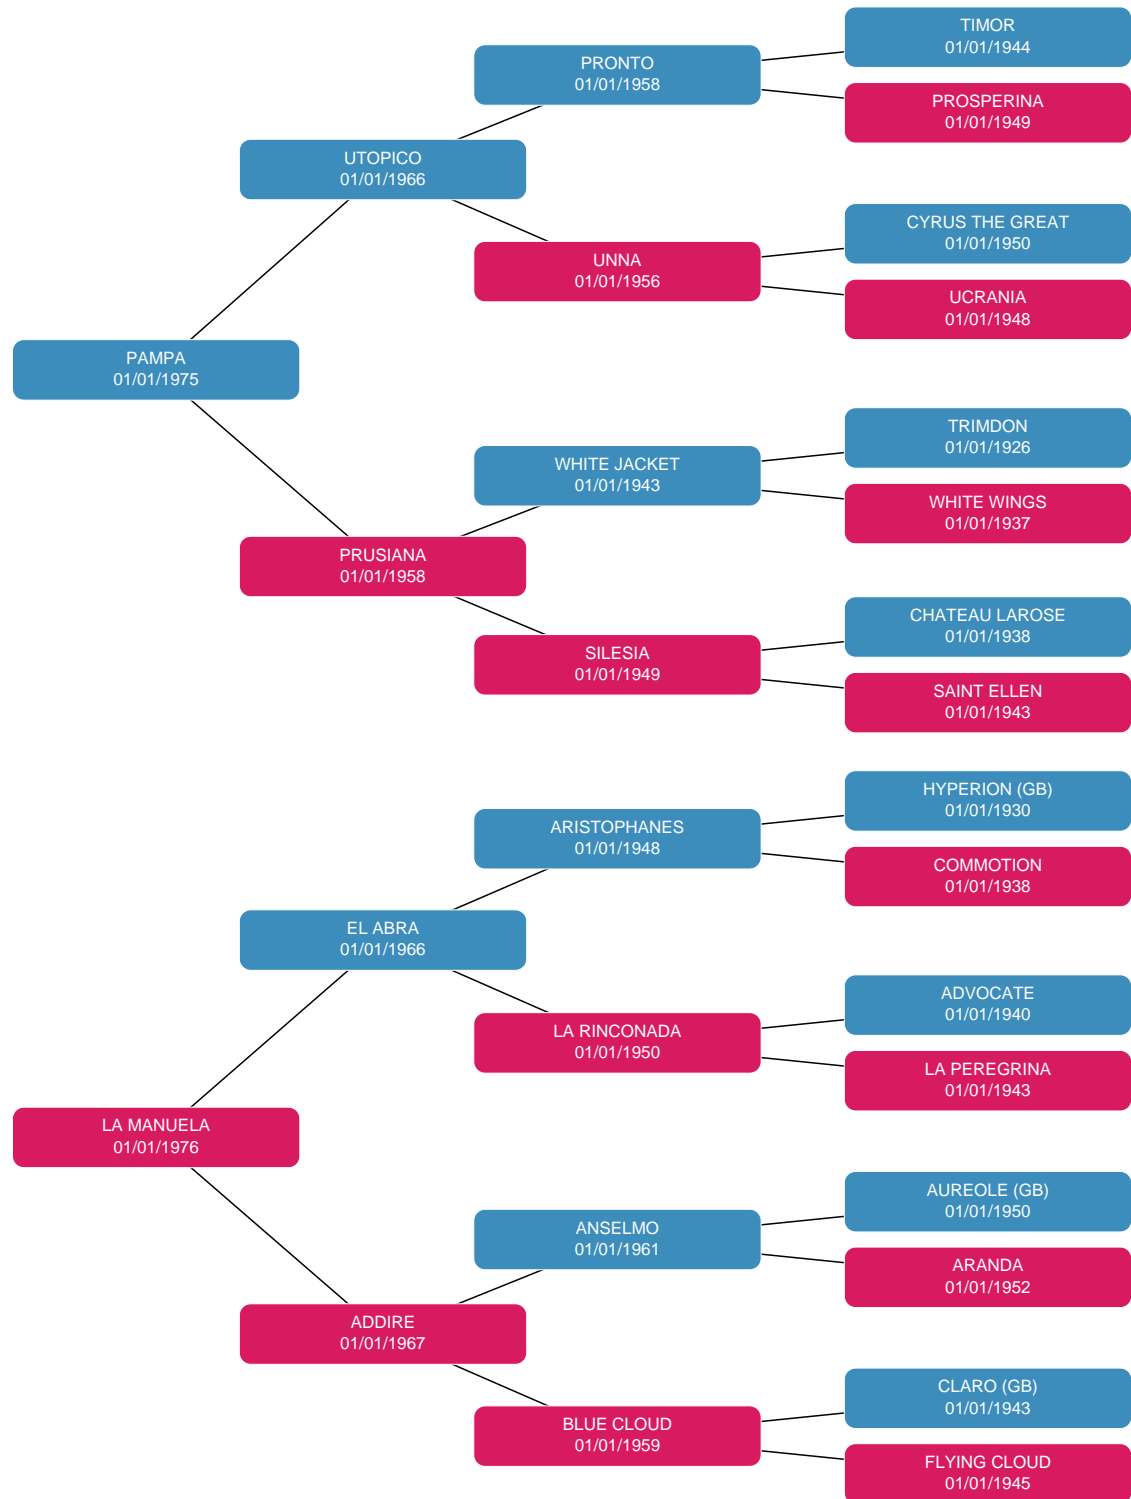 TIMOR
01/01/1944
PRONTO
01/01/1958
PROSPERINA
01/01/1949
UTOPICO
01/01/1966
CYRUS THE GREAT
01/01/1950
UNNA
01/01/1956
UCRANIA
01/01/1948
PAMPA
01/01/1975
TRIMDON
01/01/1926
WHITE JACKET
01/01/1943
WHITE WINGS
01/01/1937
PRUSIANA
01/01/1958
CHATEAU LAROSE
01/01/1938
SILESIA
01/01/1949
SAINT ELLEN
01/01/1943
HYPERION (GB)
01/01/1930
ARISTOPHANES
01/01/1948
COMMOTION
01/01/1938
EL ABRA
01/01/1966
ADVOCATE
01/01/1940
LA RINCONADA
01/01/1950
LA PEREGRINA
01/01/1943
LA MANUELA
01/01/1976
AUREOLE (GB)
01/01/1950
ANSELMO
01/01/1961
ARANDA
01/01/1952
ADDIRE
01/01/1967
CLARO (GB)
01/01/1943
BLUE CLOUD
01/01/1959
FLYING CLOUD
01/01/1945